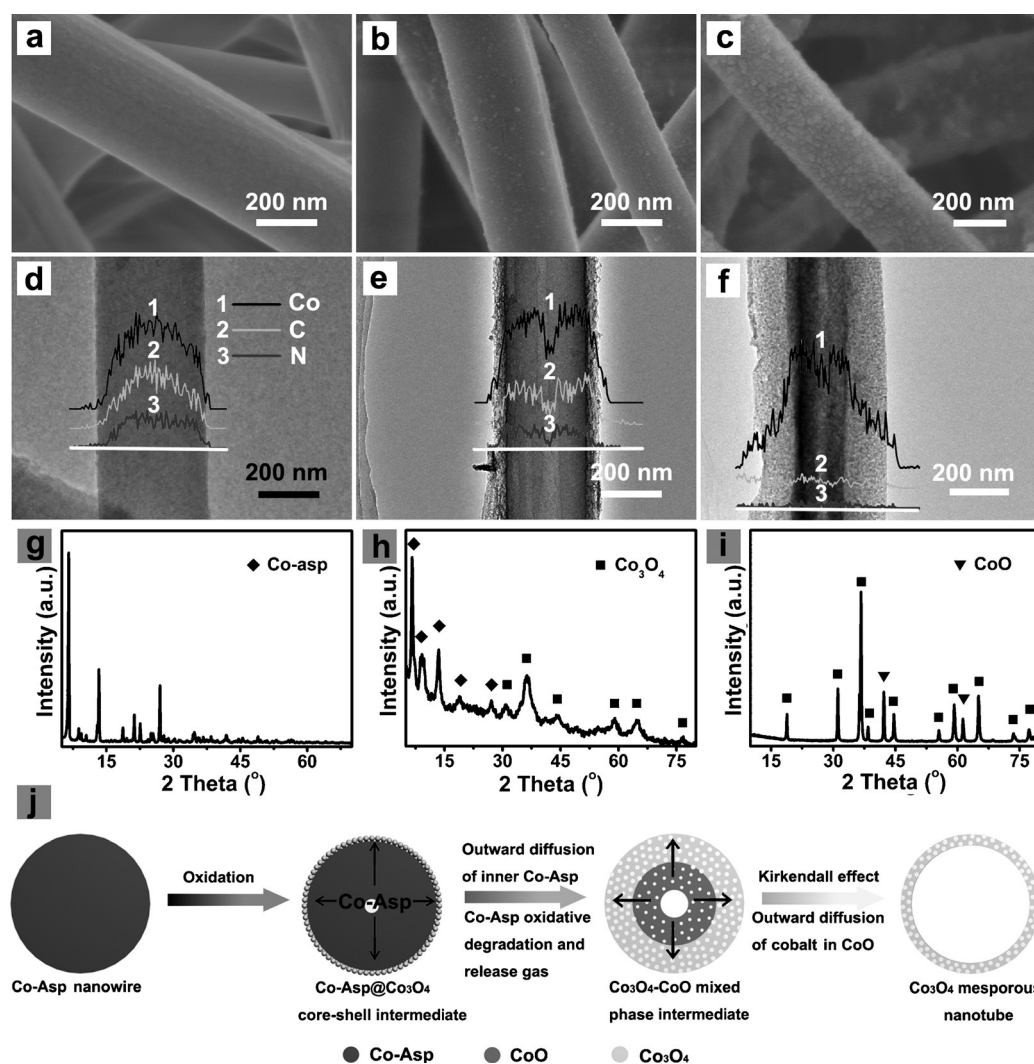 a
b
c
200 nm
200 nm
200 nm
d
e
f
1
2
3
1 Co
2 C
3 N
200 nm
1
2
3
200 nm
1
2
3
200 nm
g
h
i
Intensity (a.u.)
Co-asp
15 30 45 60 75
2 Theta (°)
Intensity (a.u.)
Co₃O₄
15 30 45 60 75
2 Theta (°)
Intensity (a.u.)
CoO
15 30 45 60 75
2 Theta (°)
j
Oxidation
Co-Asp
Outward diffusion
of inner Co-Asp
Co-Asp oxidative
degradation and
release gas
Kirkendall effect
Outward diffusion
of cobalt in CoO
Co-Asp nanowire
Co-Asp@Co₃O₄
core-shell intermediate
Co₃O₄-CoO mixed
phase intermediate
Co₃O₄ mesporous
nanotube
Co-Asp CoO Co₃O₄